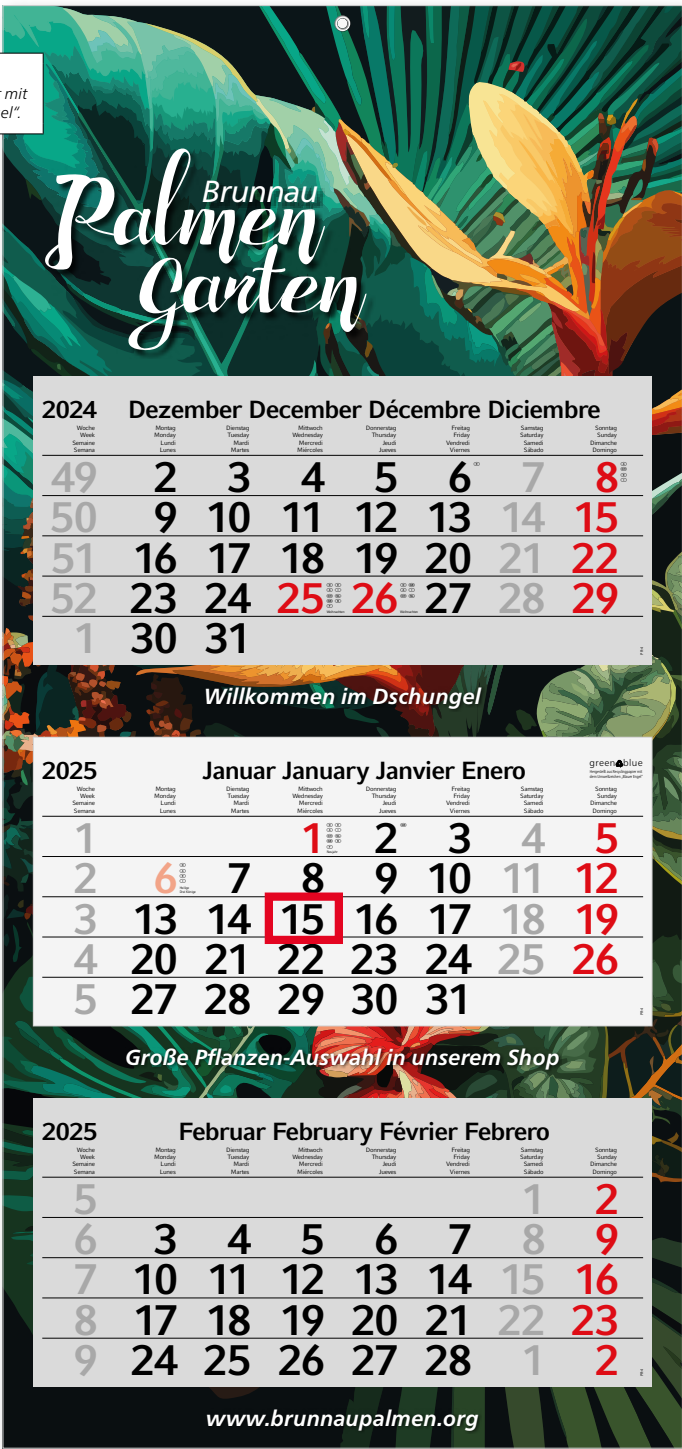 mit
el“.
Brunnau
Palmen
Garten
2024 Dezember December Décembre Diciembre
Woche Montag Dienstag Mittwoch Donnerstag Freitag Samstag Sonntag
Week Monday Tuesday Wednesday Thursday Friday Saturday Sunday
Semaine Lundi Mardi Mercredi Jeudi Vendredi Samedi Dimanche
Semana Lunes Martes Miércoles Jueves Viernes Sábado Domingo
49 2 3 4 5 6 7 8
50 9 10 11 12 13 14 15
51 16 17 18 19 20 21 22
52 23 24 25 26 27 28 29
1 30 31
Willkommen im Dschungel
2025 Januar January Janvier Enero
green blue
Woche Montag Dienstag Mittwoch Donnerstag Freitag Samstag Sonntag
Week Monday Tuesday Wednesday Thursday Friday Saturday Sunday
Semaine Lundi Mardi Mercredi Jeudi Vendredi Samedi Dimanche
Semana Lunes Martes Miércoles Jueves Viernes Sábado Domingo
1 1 2 3 4 5
2 6 7 8 9 10 11 12
3 13 14 15 16 17 18 19
4 20 21 22 23 24 25 26
5 27 28 29 30 31
Große Pflanzen-Auswahl in unserem Shop
2025 Februar February Février Febrero
Woche Montag Dienstag Mittwoch Donnerstag Freitag Samstag Sonntag
Week Monday Tuesday Wednesday Thursday Friday Saturday Sunday
Semaine Lundi Mardi Mercredi Jeudi Vendredi Samedi Dimanche
Semana Lunes Martes Miércoles Jueves Viernes Sábado Domingo
5 1 2
6 3 4 5 6 7 8 9
7 10 11 12 13 14 15 16
8 17 18 19 20 21 22 23
9 24 25 26 27 28 1 2
www.brunnaupalmen.org